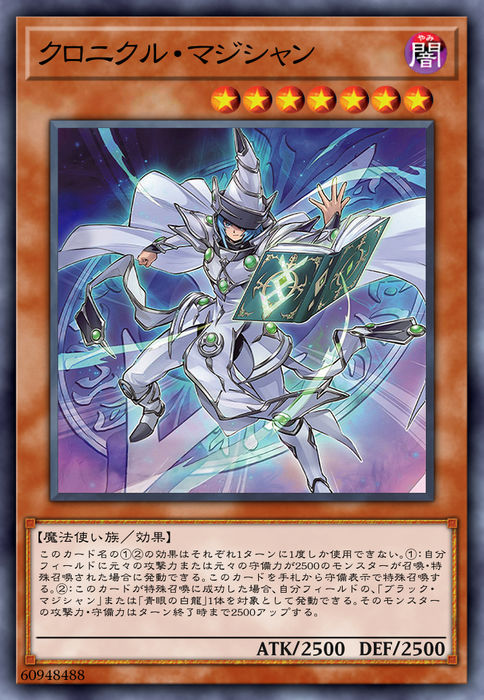 クロニクル・マジシャン
やみ
闇
【魔法使い族／効果】
このカード名の①②の効果はそれぞれ1ターンに1度しか使用できない。①：自分
フィールドに元々の攻撃力または元々の守備力が2500のモンスターが召喚・特
殊召喚された場合に発動できる。このカードを手札から守備表示で特殊召喚す
る。②：このカードが特殊召喚に成功した場合、自分フィールドの、「ブラック・
マジシャン」または「青眼の白龍」1体を対象として発動できる。そのモンスター
の攻撃力・守備力はターン終了時まで2500アップする。
ATK/2500 DEF/2500
60948488